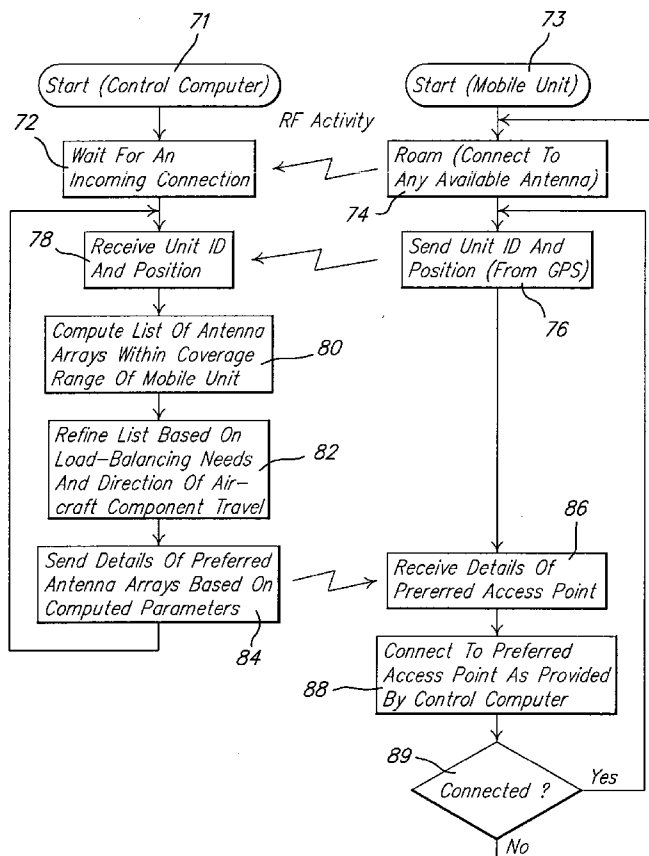 71
73
Start (Control Computer)
Start (Mobile Unit)
72
RF Activity
Wait For An
Incoming Connection
Roam (Connect To
Any Available Antenna)
74
78
Receive Unit ID
And Position
Send Unit ID And
Position (From GPS)
76
Compute List Of Antenna
Arrays Within Coverage
Range Of Mobile Unit
80
Refine List Based On
Load-Balancing Needs
And Direction Of Air-
craft Component Travel
82
86
Send Details Of Preferred
Antenna Arrays Based On
Computed Parameters
84
Receive Details Of
Prererred Access Point
Connect To Preferred
Access Point As Provided
By Control Computer
88
89
Connected ?
Yes
No